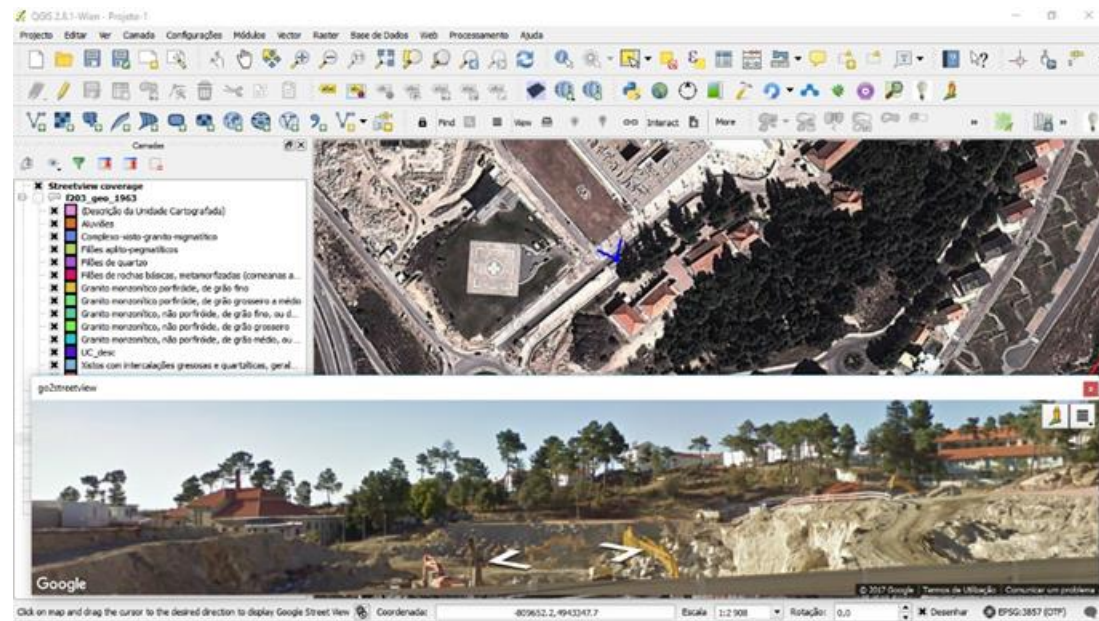 QGIS 2.8.1-Wien - Projeto-1
Projecto Editar Ver Camada Configurações Módulos Vector Raster Base de Dados Web Processamento Ajuda
Find View Interact More
Camadas
Streetview coverage
f203_geo_1963
(Descrição da Unidade Cartografada)
Aluviões
Complexo-xisto-granito-migmatítico
Filões aplito-pegmatíticos
Filões de quartzo
Filões de rochas básicas, metamorfizadas (corneanas a...
Granito monzonítico porfiróide, de grão fino
Granito monzonítico porfiróide, de grão grosseiro a médio
Granito monzonítico, não porfiróide, de grão fino, ou d...
Granito monzonítico, não porfiróide, de grão grosseiro
Granito monzonítico, não porfiróide, de grão médio, ou ...
UC_desc
Xistos com intercalações gresosas e quartzíticas, geral...
go2streetview
Google
© 2017 Google Termos de Utilização Comunicar um problema
Click on map and drag the cursor to the desired direction to display Google Street View Coordenada: -809652.2,4943347.7 Escala 1:2 908 Rotação: 0,0 Desenhar EPSG:3857 (OTF)